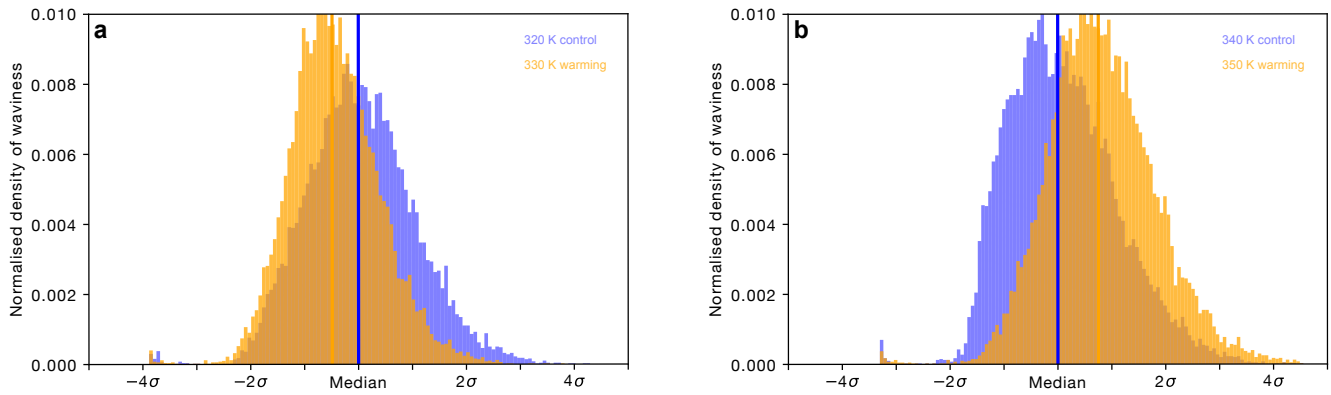 a
320 K control
330 K warming
Normalised density of waviness
0.010
0.008
0.006
0.004
0.002
0.000
−4σ
−2σ
Median
2σ
4σ
b
340 K control
350 K warming
Normalised density of waviness
0.010
0.008
0.006
0.004
0.002
0.000
−4σ
−2σ
Median
2σ
4σ